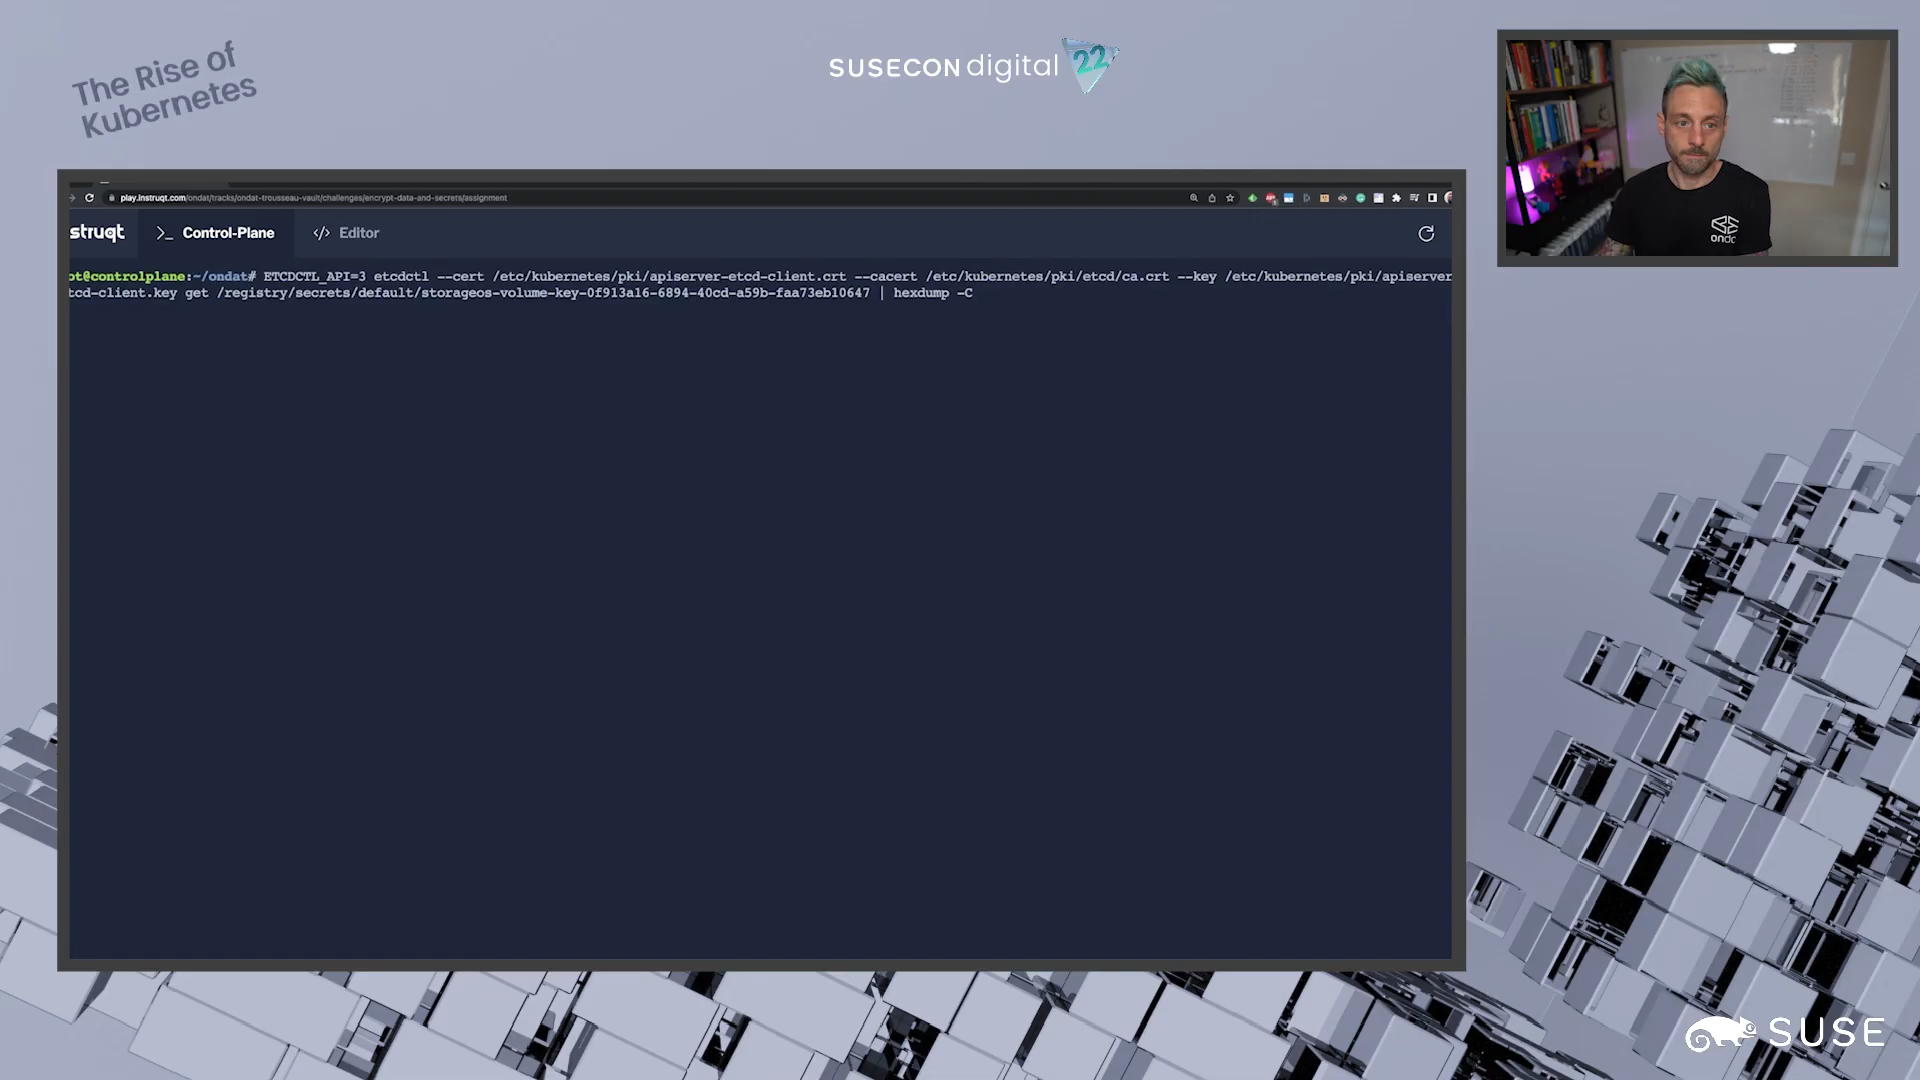 The Rise of
Kubernetes
SUSECON digital 22
play.instruqt.com/ondat/tracks/ondat-trousseau-vault/challenges/encrypt-data-and-secrets/assignment
struqt
>_ Control-Plane
</> Editor
ot@controlplane:~/ondat# ETCDCTL_API=3 etcdctl --cert /etc/kubernetes/pki/apiserver-etcd-client.crt --cacert /etc/kubernetes/pki/etcd/ca.crt --key /etc/kubernetes/pki/apiserver
tcd-client.key get /registry/secrets/default/storageos-volume-key-0f913a16-6894-40cd-a59b-faa73eb10647 | hexdump -C
ondat
SUSE